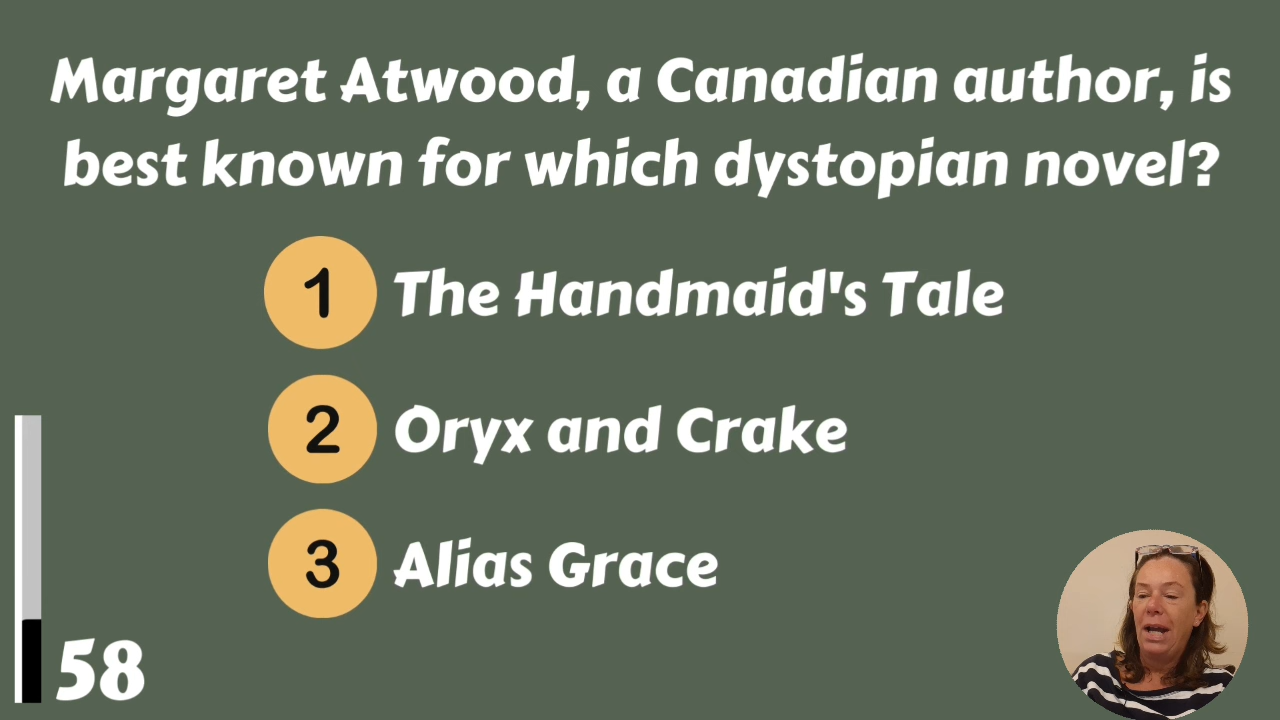 Margaret Atwood, a Canadian author, is
best known for which dystopian novel?
1 The Handmaid's Tale
2 Oryx and Crake
3 Alias Grace
58